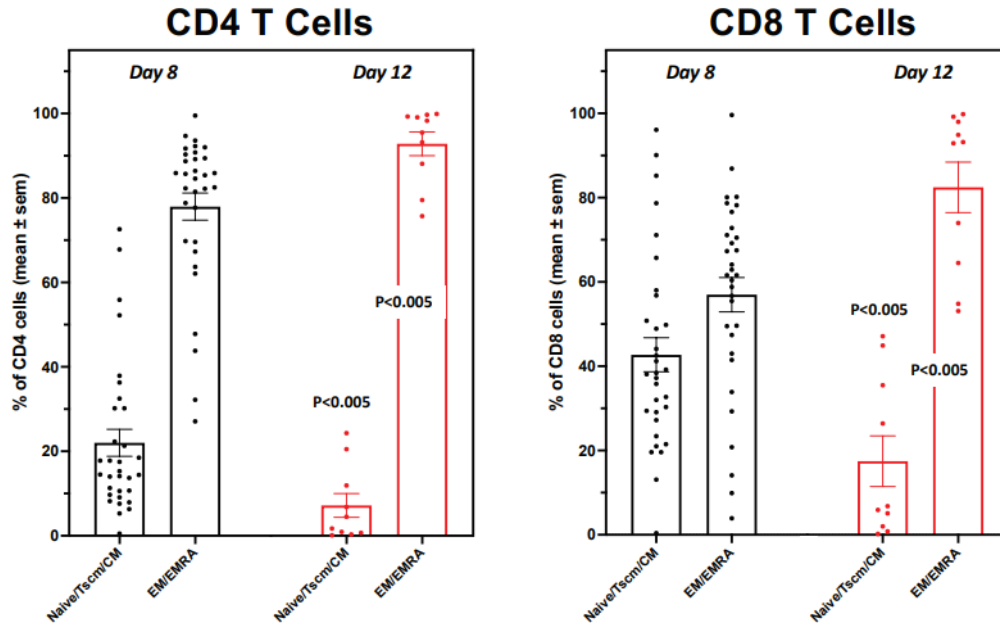 CD4 T Cells
Day 8
Day 12
% of CD4 cells (mean ± sem)
100
80
60
40
20
0
P<0.005
P<0.005
Naive/Tscm/CM
EM/EMRA
Naive/Tscm/CM
EM/EMRA
CD8 T Cells
Day 8
Day 12
% of CD8 cells (mean ± sem)
100
80
60
40
20
0
P<0.005
P<0.005
Naive/Tscm/CM
EM/EMRA
Naive/Tscm/CM
EM/EMRA